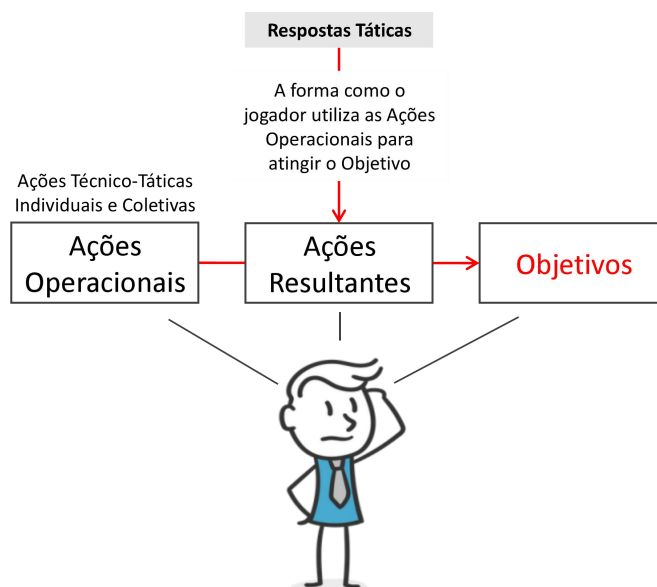 Respostas Táticas
A forma como o
jogador utiliza as Ações
Operacionais para
atingir o Objetivo
Ações Técnico-Táticas
Individuais e Coletivas
Ações
Operacionais
Ações
Resultantes
Objetivos